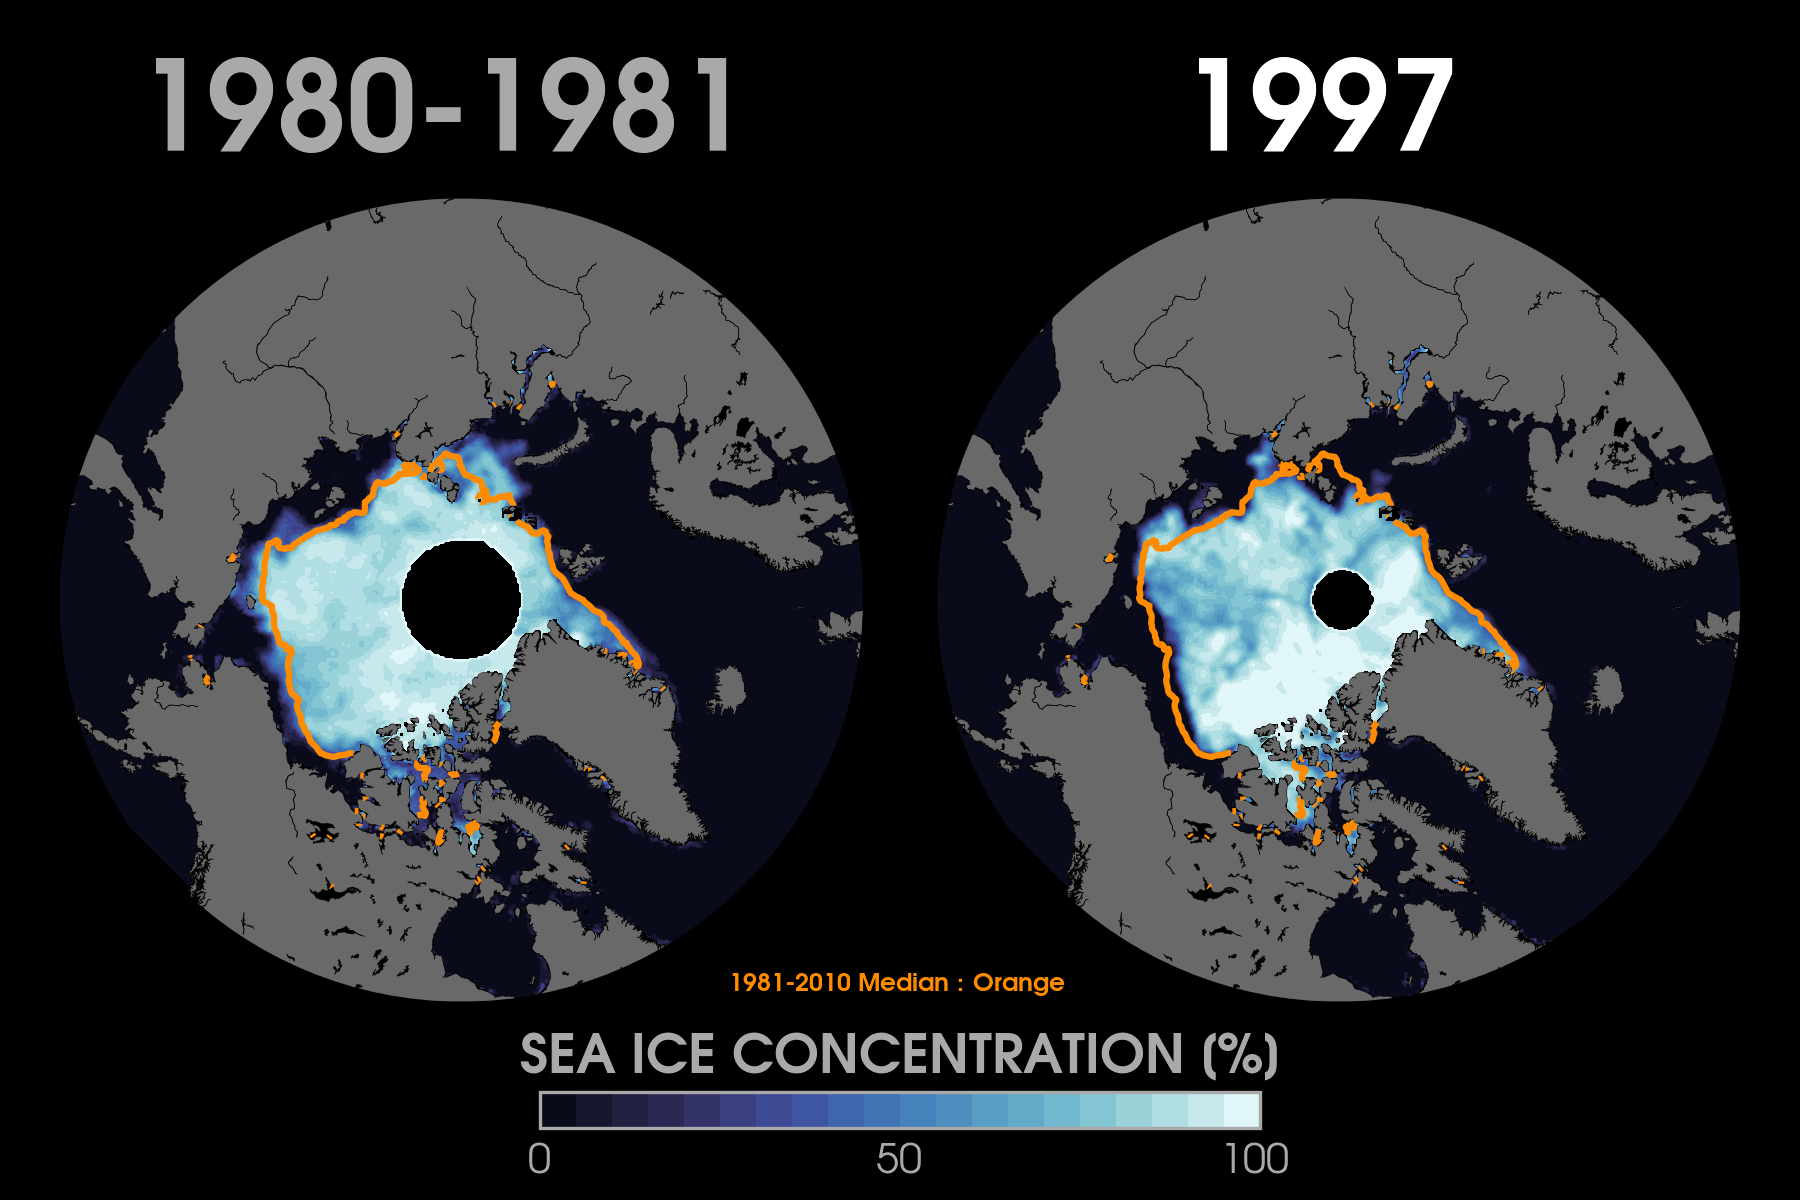 1980-1981
1997
1981-2010 Median : Orange
SEA ICE CONCENTRATION (%)
0 50 100